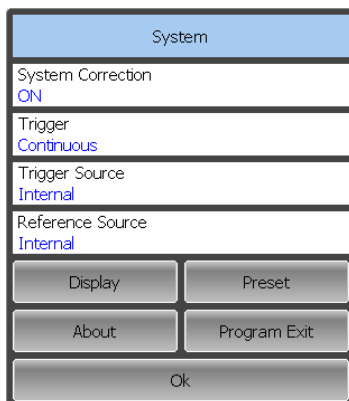 System
System Correction
ON
Trigger
Continuous
Trigger Source
Internal
Reference Source
Internal
Display Preset
About Program Exit
Ok